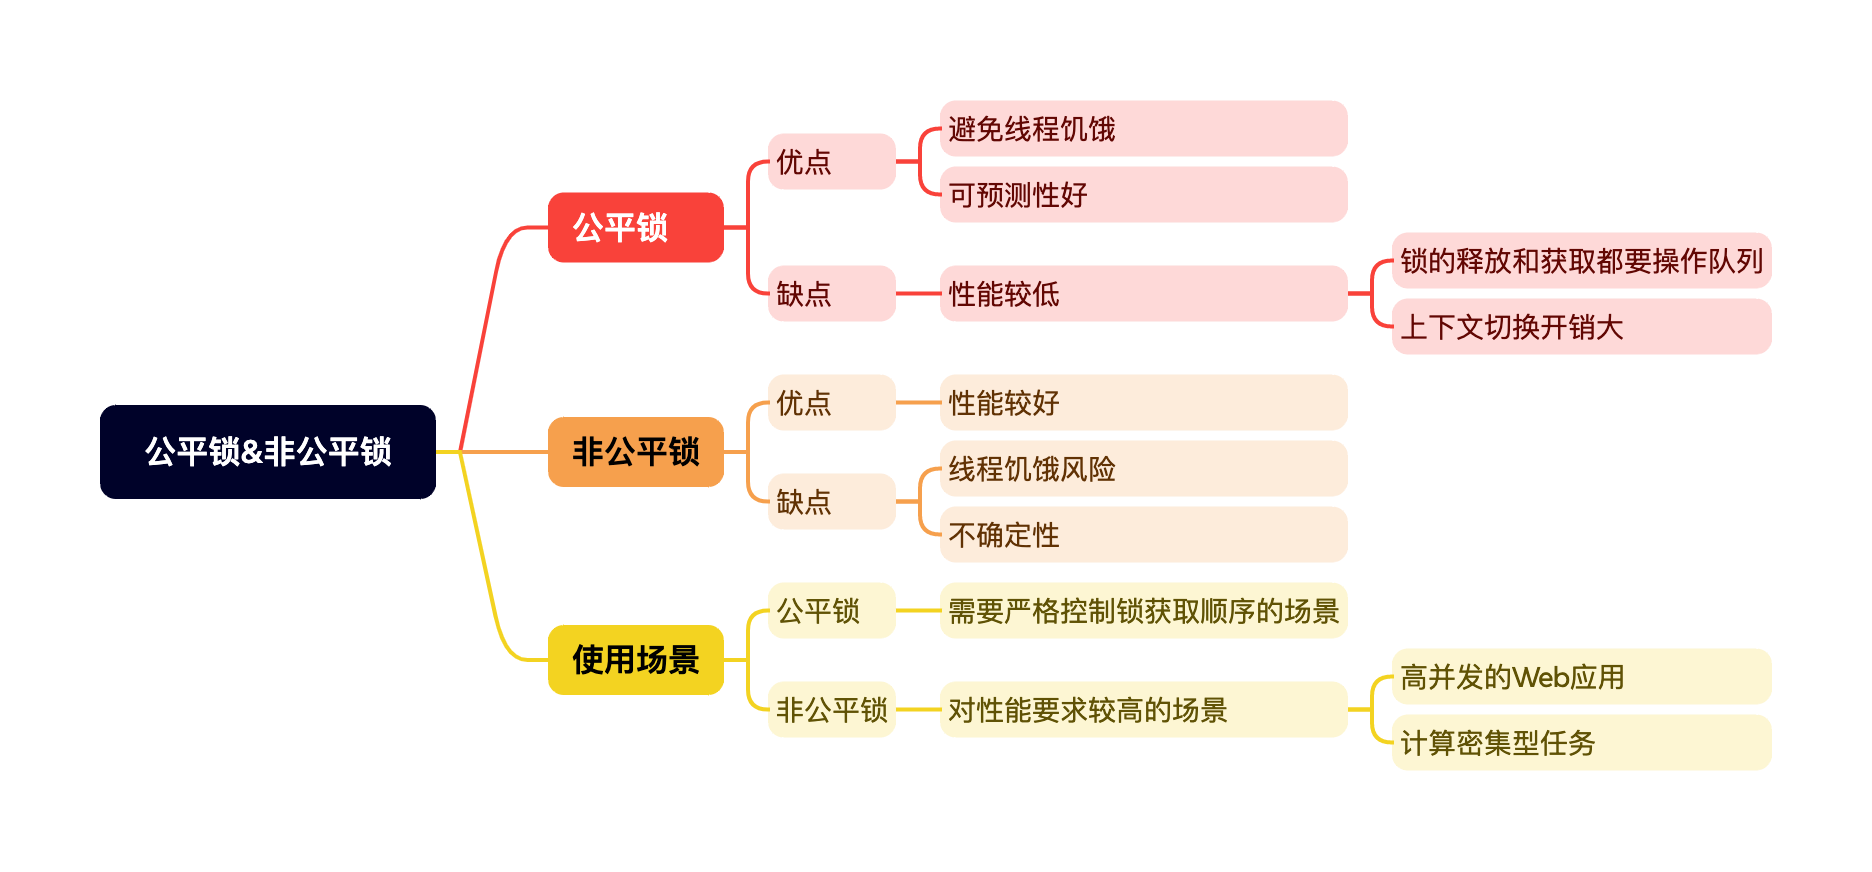 公平锁&非公平锁
公平锁
优点
避免线程饥饿
可预测性好
缺点
性能较低
锁的释放和获取都要操作队列
上下文切换开销大
非公平锁
优点
性能较好
缺点
线程饥饿风险
不确定性
使用场景
公平锁
需要严格控制锁获取顺序的场景
非公平锁
对性能要求较高的场景
高并发的Web应用
计算密集型任务